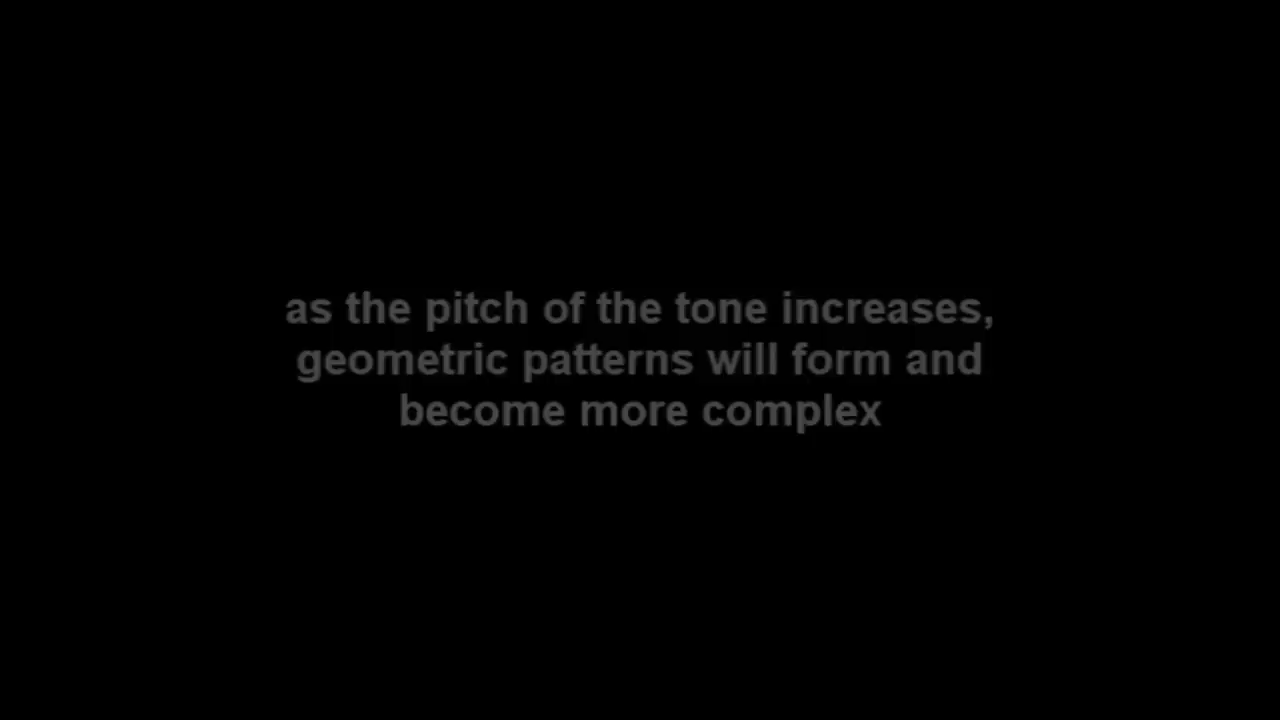 as the pitch of the tone increases,
geometric patterns will form and
become more complex